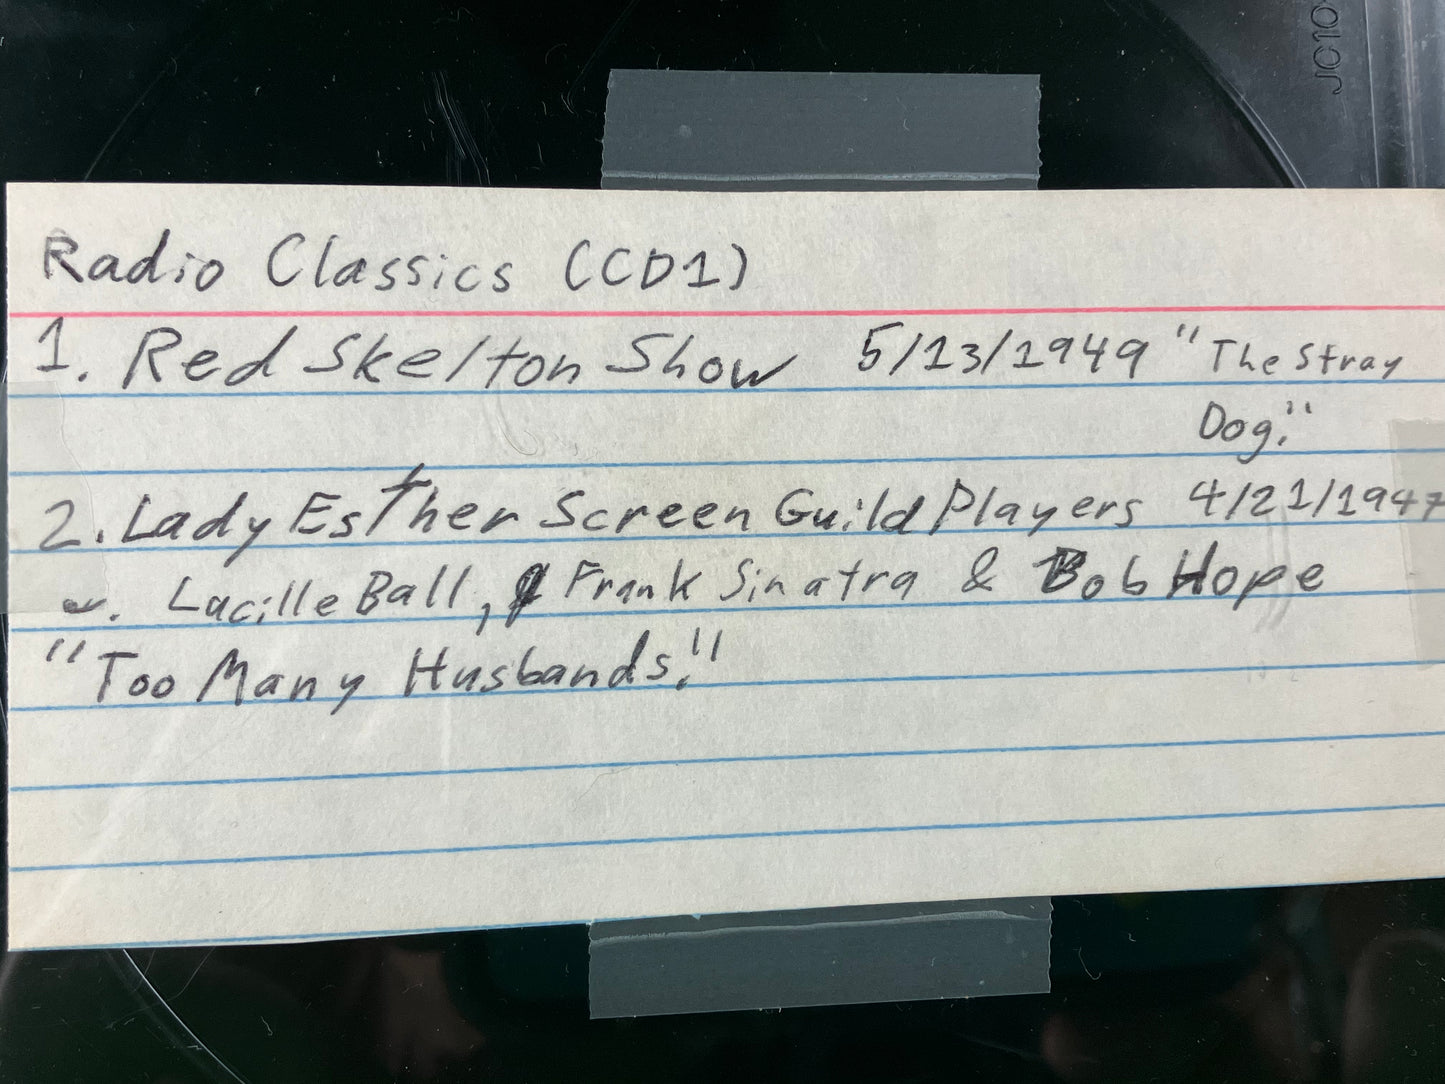 Radio Classics (CD1)
1. Red Skelton Show 5/13/1949 "The Stray
Dog."
2. Lady Esther Screen Guild Players 4/21/1947
w. Lucille Ball, Frank Sinatra & Bob Hope
"Too Many Husbands."
JC10